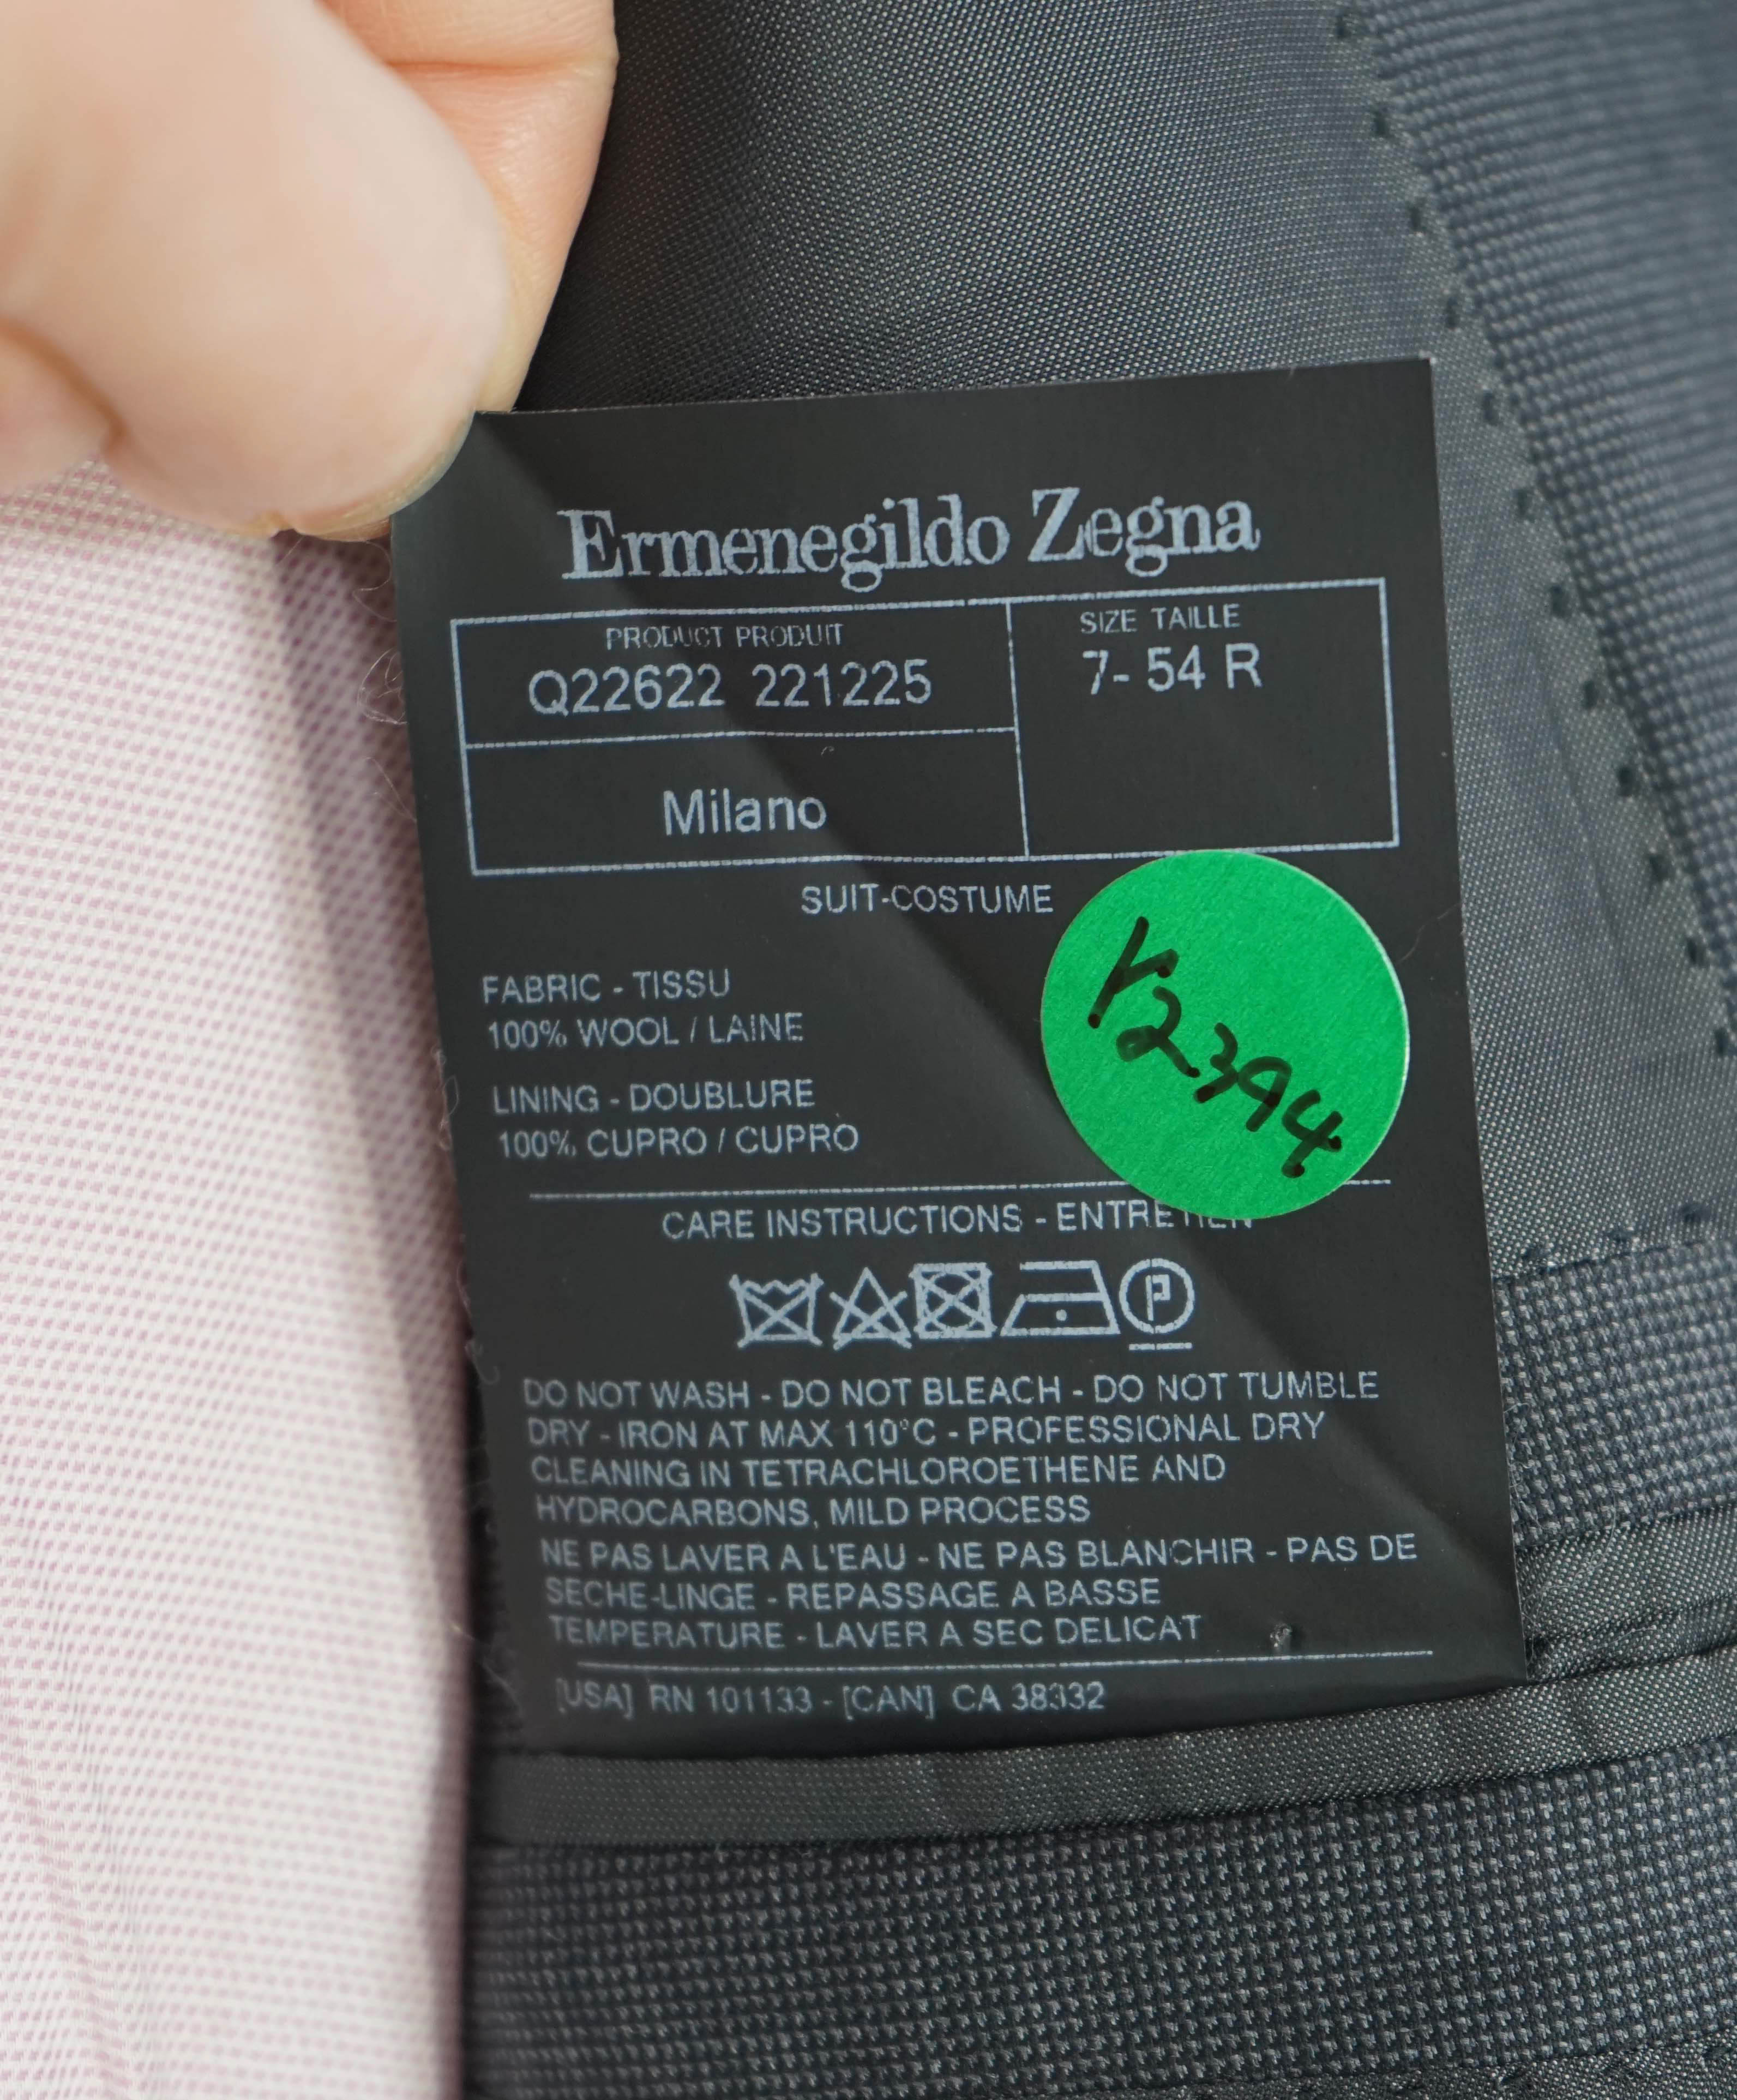 Ermenegildo Zegna
PRODUCT PRODUIT
Q22622 221225
SIZE TAILLE
7- 54 R
Milano
SUIT-COSTUME
FABRIC - TISSU
100% WOOL / LAINE
LINING - DOUBLURE
100% CUPRO / CUPRO
CARE INSTRUCTIONS - ENTRETIEN
P
DO NOT WASH - DO NOT BLEACH - DO NOT TUMBLE
DRY - IRON AT MAX 110°C - PROFESSIONAL DRY
CLEANING IN TETRACHLOROETHENE AND
HYDROCARBONS, MILD PROCESS
NE PAS LAVER A L'EAU - NE PAS BLANCHIR - PAS DE
SECHE-LINGE - REPASSAGE A BASSE
TEMPERATURE - LAVER A SEC DELICAT
[USA] RN 101133 - [CAN] CA 38332